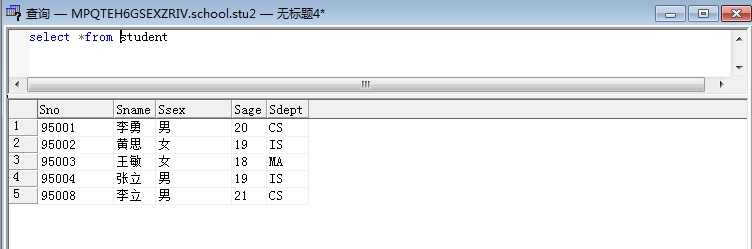 查询 — MPQTEH6GSEXZRIV.school.stu2 — 无标题4*
select *from student
Sno Sname Ssex Sage Sdept
1 95001 李勇 男 20 CS
2 95002 黄思 女 19 IS
3 95003 王敏 女 18 MA
4 95004 张立 男 19 IS
5 95008 李立 男 21 CS